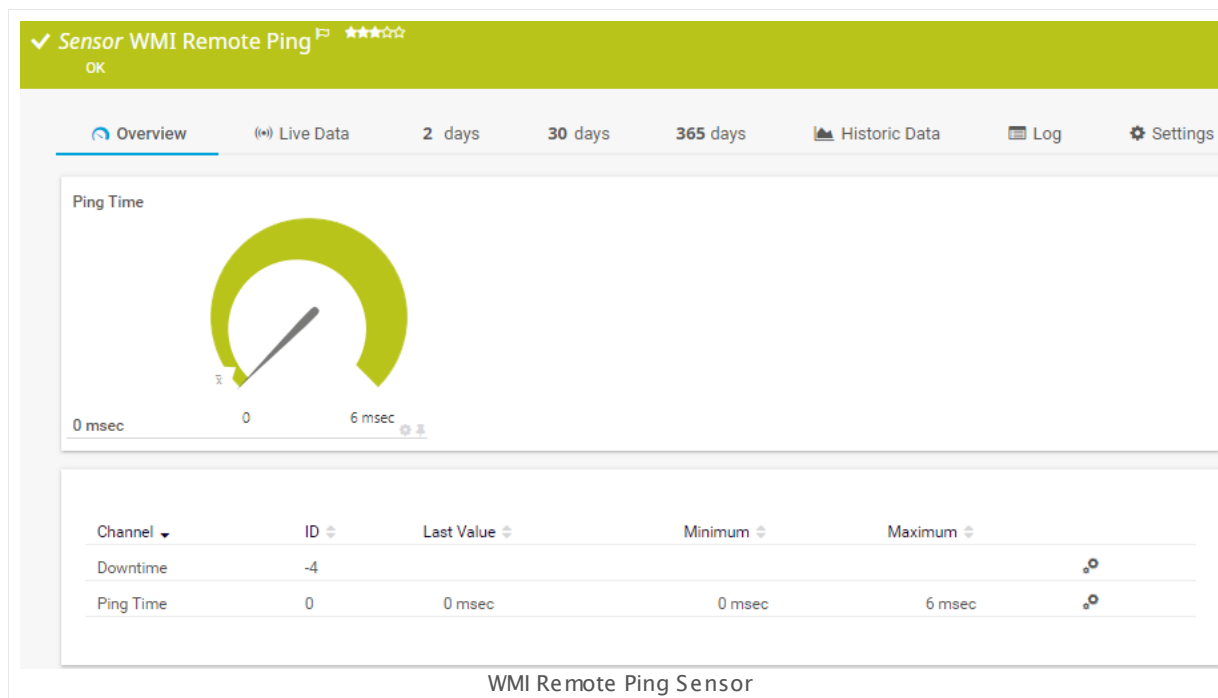 Sensor WMI Remote Ping
OK
Overview Live Data 2 days 30 days 365 days Historic Data Log Settings
Ping Time
x̄
0 6 msec
0 msec
Channel ID Last Value Minimum Maximum
Downtime -4
Ping Time 0 0 msec 0 msec 6 msec
WMI Remote Ping Sensor